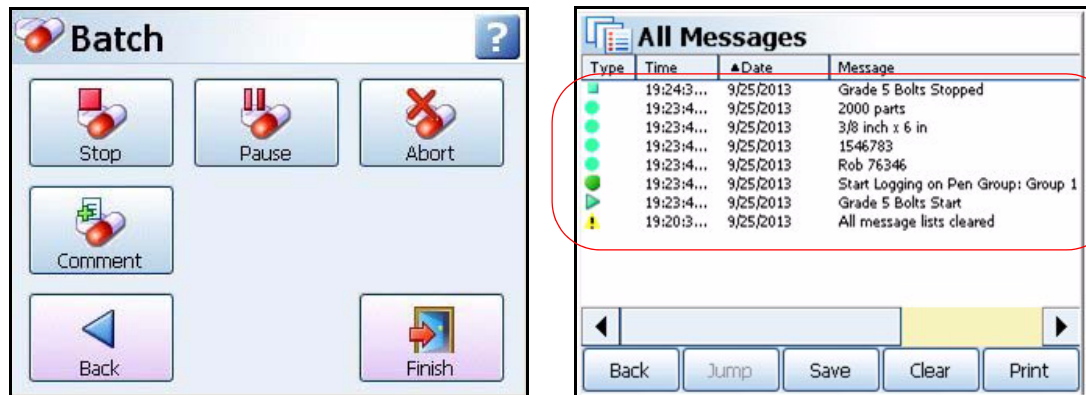 Batch
?
Stop
Pause
Abort
Comment
Back
Finish
All Messages
Type Time ▲Date Message
19:24:3... 9/25/2013 Grade 5 Bolts Stopped
19:23:4... 9/25/2013 2000 parts
19:23:4... 9/25/2013 3/8 inch x 6 in
19:23:4... 9/25/2013 1546783
19:23:4... 9/25/2013 Rob 76346
19:23:4... 9/25/2013 Start Logging on Pen Group: Group 1
19:23:4... 9/25/2013 Grade 5 Bolts Start
19:20:3... 9/25/2013 All message lists cleared
Back Jump Save Clear Print